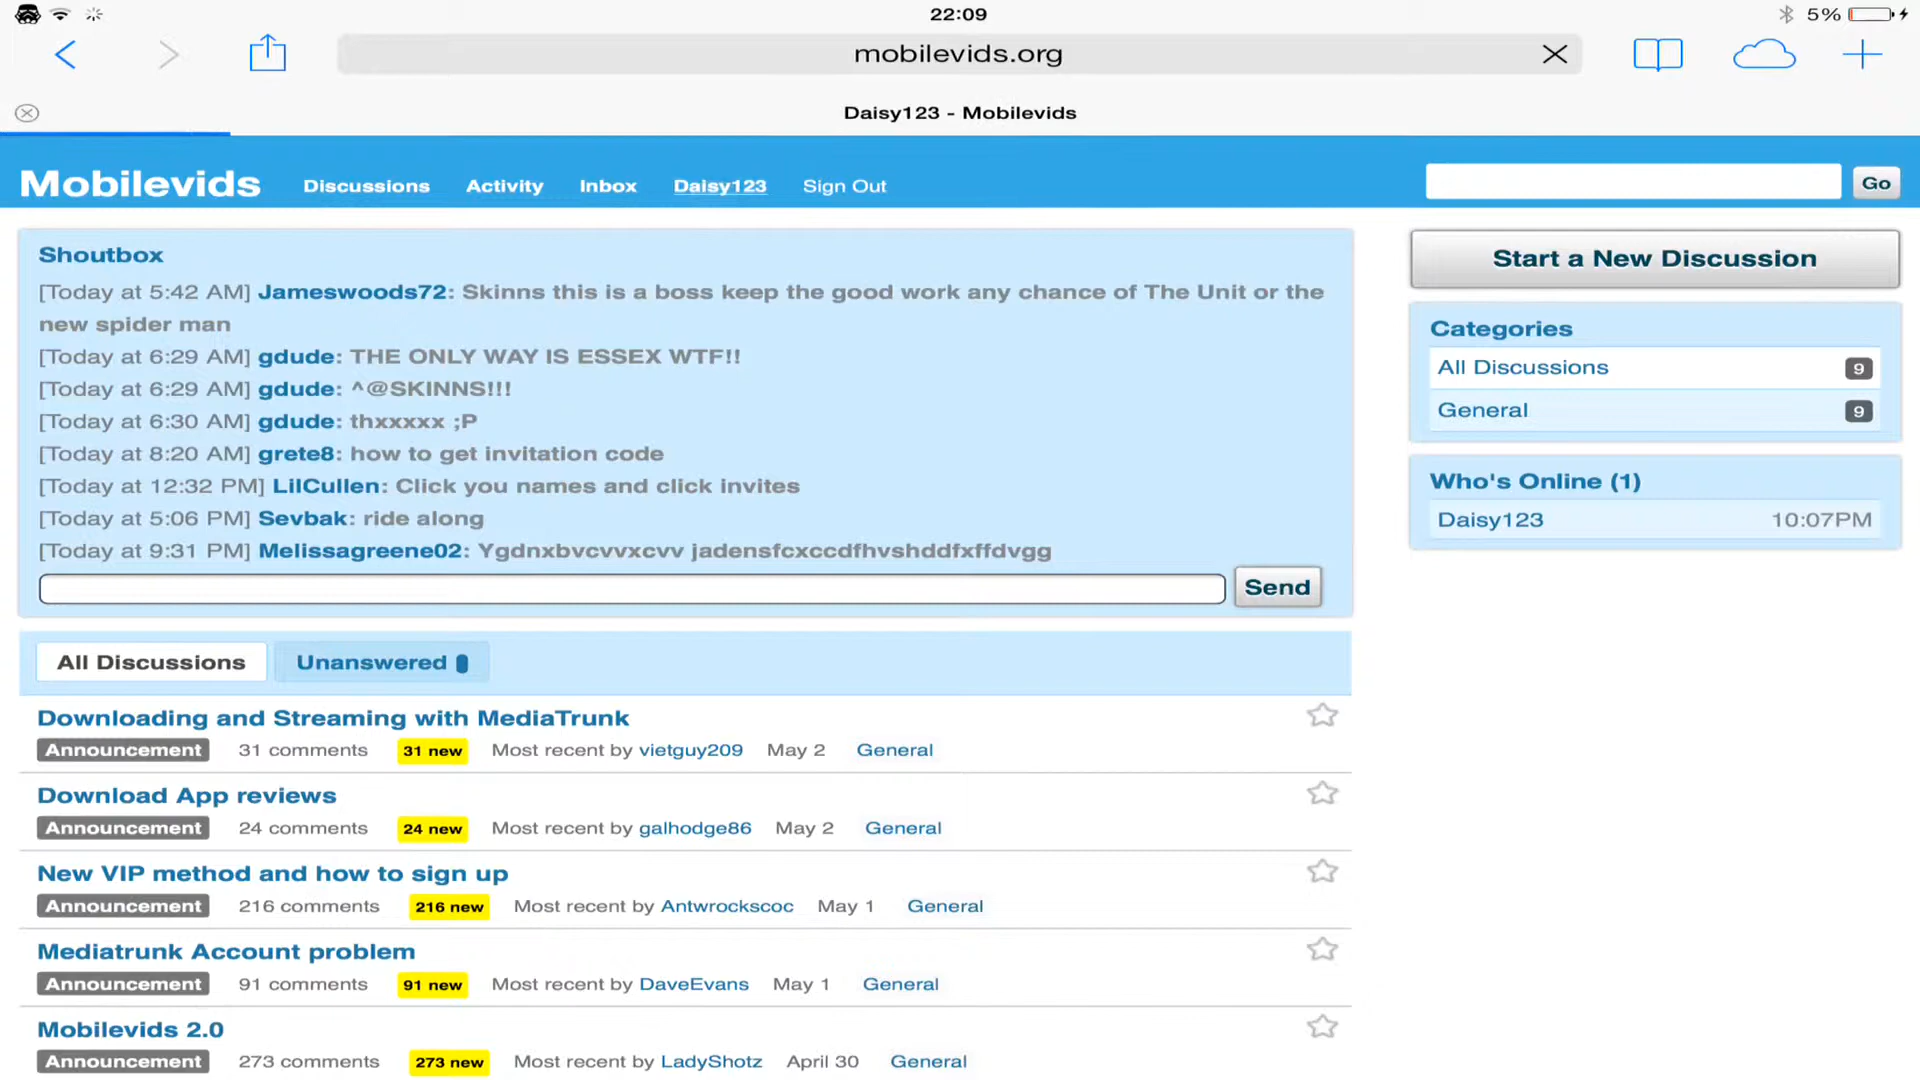 22:09
5%
mobilevids.org
Daisy123 - Mobilevids
Mobilevids Discussions Activity Inbox Daisy123 Sign Out Go
Shoutbox
[Today at 5:42 AM] Jameswoods72: Skinns this is a boss keep the good work any chance of The Unit or the
new spider man
[Today at 6:29 AM] gdude: THE ONLY WAY IS ESSEX WTF!!
[Today at 6:29 AM] gdude: ^@SKINNS!!!
[Today at 6:30 AM] gdude: thxxxxx ;P
[Today at 8:20 AM] grete8: how to get invitation code
[Today at 12:32 PM] LilCullen: Click you names and click invites
[Today at 5:06 PM] Sevbak: ride along
[Today at 9:31 PM] Melissagreene02: Ygdnxbvcvvxcvv jadensfcxccdfhvshddfxffdvgg
Send
Start a New Discussion
Categories
All Discussions 9
General 9
Who's Online (1)
Daisy123 10:07PM
All Discussions Unanswered
Downloading and Streaming with MediaTrunk
Announcement 31 comments 31 new Most recent by vietguy209 May 2 General
Download App reviews
Announcement 24 comments 24 new Most recent by galhodge86 May 2 General
New VIP method and how to sign up
Announcement 216 comments 216 new Most recent by Antwrockscoc May 1 General
Mediatrunk Account problem
Announcement 91 comments 91 new Most recent by DaveEvans May 1 General
Mobilevids 2.0
Announcement 273 comments 273 new Most recent by LadyShotz April 30 General